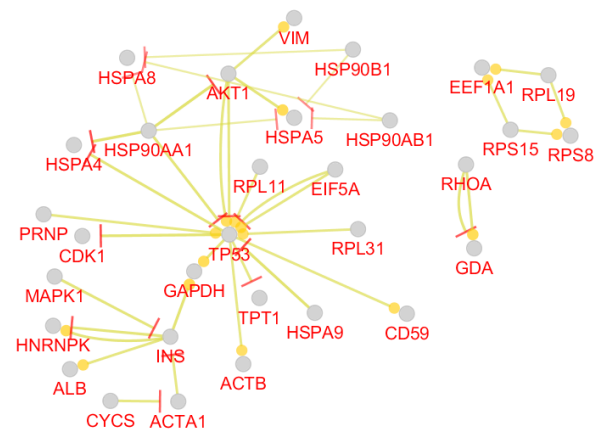 VIM
HSPA8
HSP90B1
AKT1
EEF1A1
RPL19
HSPA5
HSP90AB1
HSP90AA1
HSPA4
RPS15
RPS8
RPL11
EIF5A
RHOA
PRNP
CDK1
TP53
RPL31
GDA
GAPDH
MAPK1
TPT1
HSPA9
CD59
HNRNPK
INS
ALB
ACTB
CYCS
ACTA1